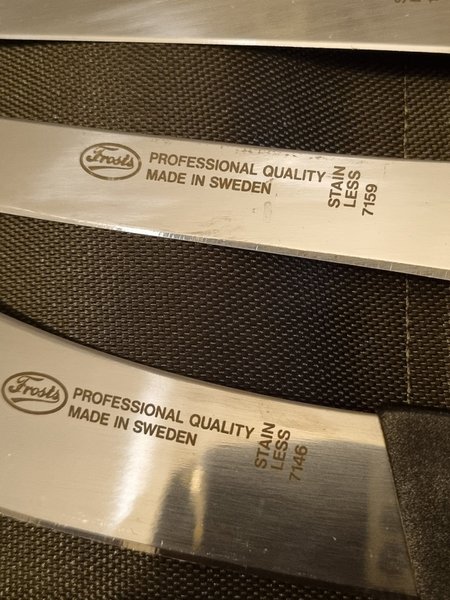 Frosts
PROFESSIONAL QUALITY
MADE IN SWEDEN
STAIN
LESS
7159
Frosts
PROFESSIONAL QUALITY
MADE IN SWEDEN
STAIN
LESS
7146